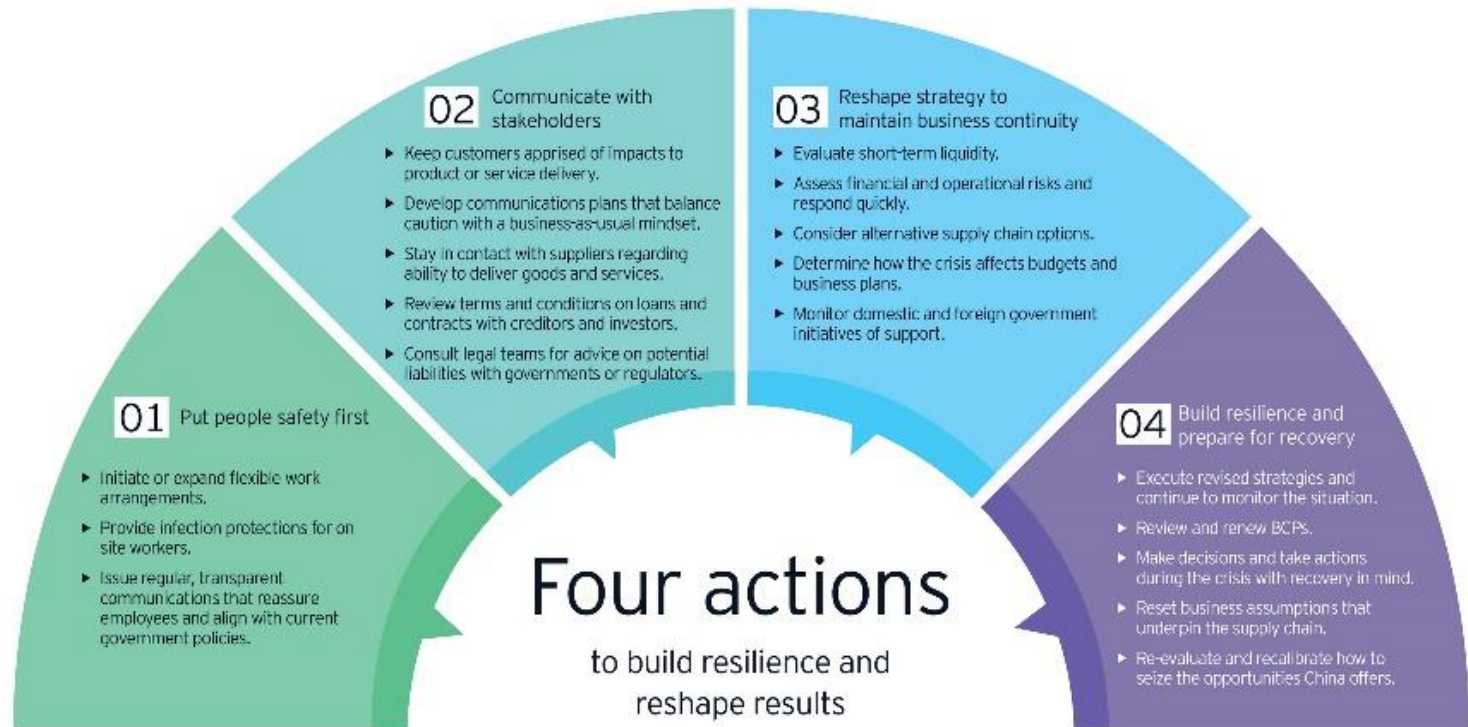 01 Put people safety first
► Initiate or expand flexible work
arrangements.
► Provide infection protections for on
site workers.
► Issue regular, transparent
communications that reassure
employees and align with current
government policies.
02 Communicate with
stakeholders
► Keep customers apprised of impacts to
product or service delivery.
► Develop communications plans that balance
caution with a business-as-usual mindset.
► Stay in contact with suppliers regarding
ability to deliver goods and services.
► Review terms and conditions on loans and
contracts with creditors and investors.
► Consult legal teams for advice on potential
liabilities with governments or regulators.
03 Reshape strategy to
maintain business continuity
► Evaluate short-term liquidity.
► Assess financial and operational risks and
respond quickly.
► Consider alternative supply chain options.
► Determine how the crisis affects budgets and
business plans.
► Monitor domestic and foreign government
initiatives of support.
04 Build resilience and
prepare for recovery
► Execute revised strategies and
continue to monitor the situation.
► Review and renew BCPs.
► Make decisions and take actions
during the crisis with recovery in mind.
► Reset business assumptions that
underpin the supply chain.
► Re-evaluate and recalibrate how to
seize the opportunities China offers.
Four actions
to build resilience and
reshape results